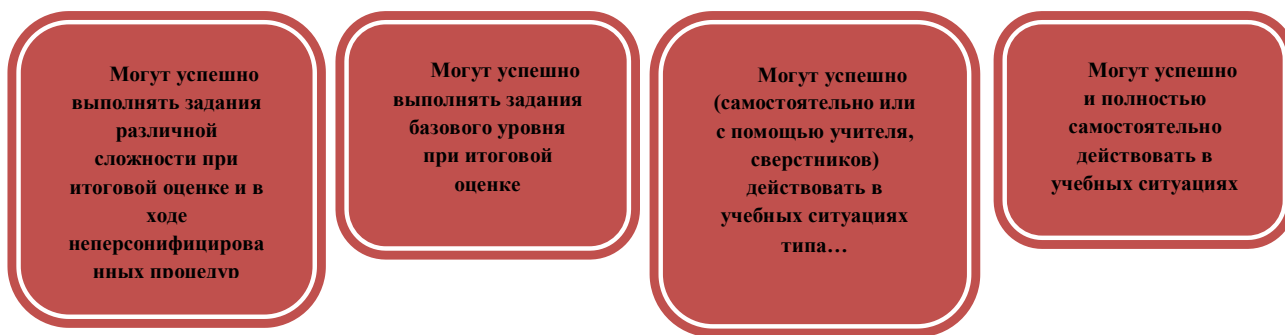 Могут успешно
выполнять задания
различной
сложности при
итоговой оценке и в
ходе
неперсонифицирова
нных процедур
Могут успешно
выполнять задания
базового уровня
при итоговой
оценке
Могут успешно
(самостоятельно или
с помощью учителя,
сверстников)
действовать в
учебных ситуациях
типа…
Могут успешно
и полностью
самостоятельно
действовать в
учебных ситуациях